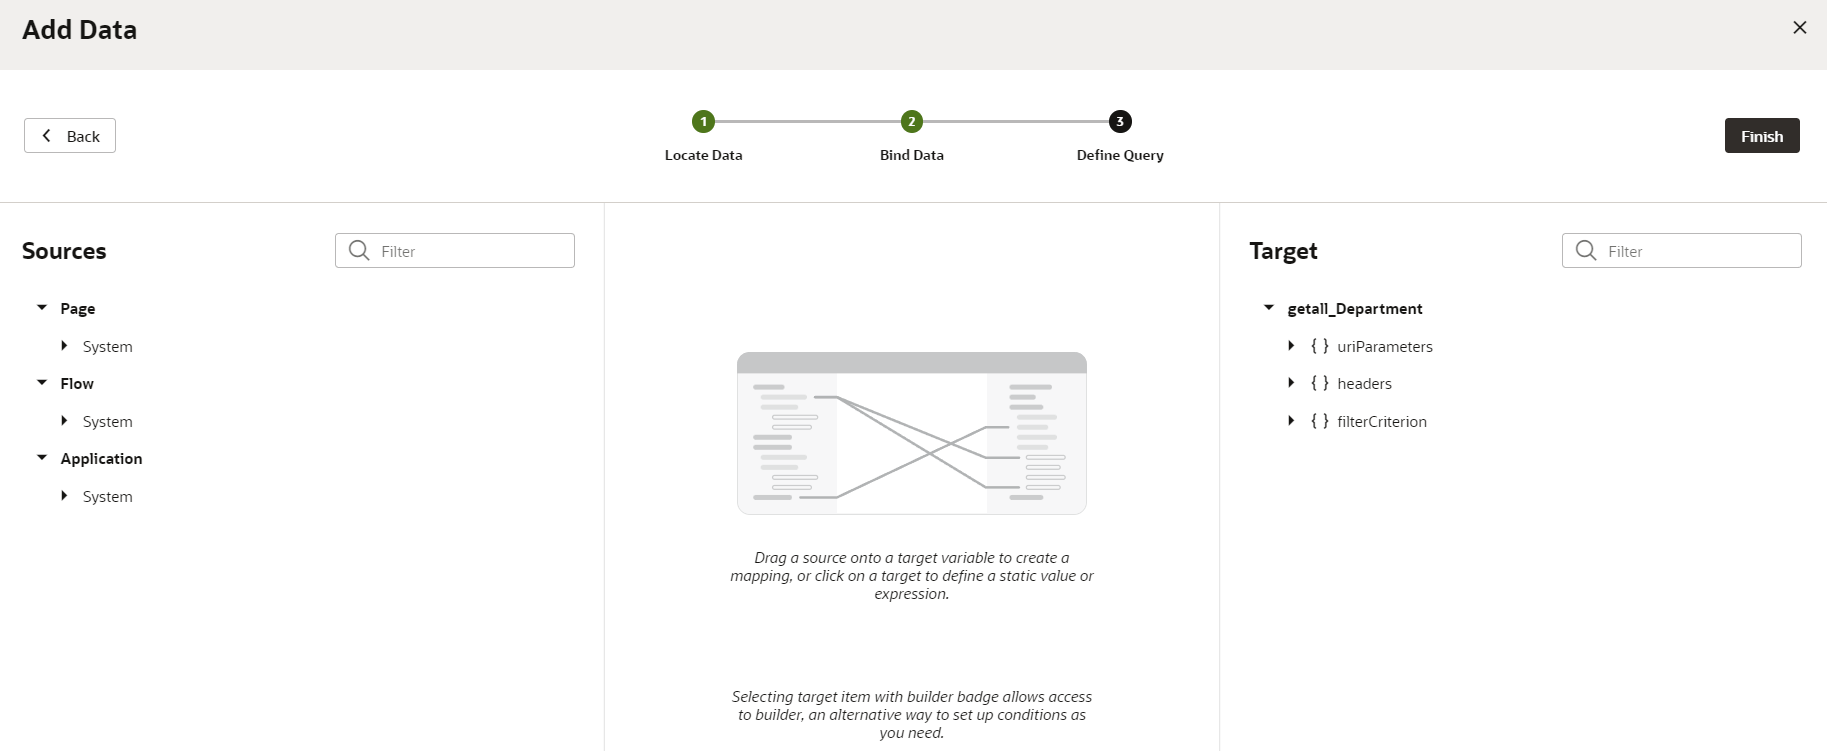 Add Data
Back
1
2
3
Locate Data
Bind Data
Define Query
Finish
Sources
Filter
Page
System
Flow
System
Application
System
Drag a source onto a target variable to create a
mapping, or click on a target to define a static value or
expression.
Selecting target item with builder badge allows access
to builder, an alternative way to set up conditions as
you need.
Target
Filter
getall_Department
{ } uriParameters
{ } headers
{ } filterCriterion